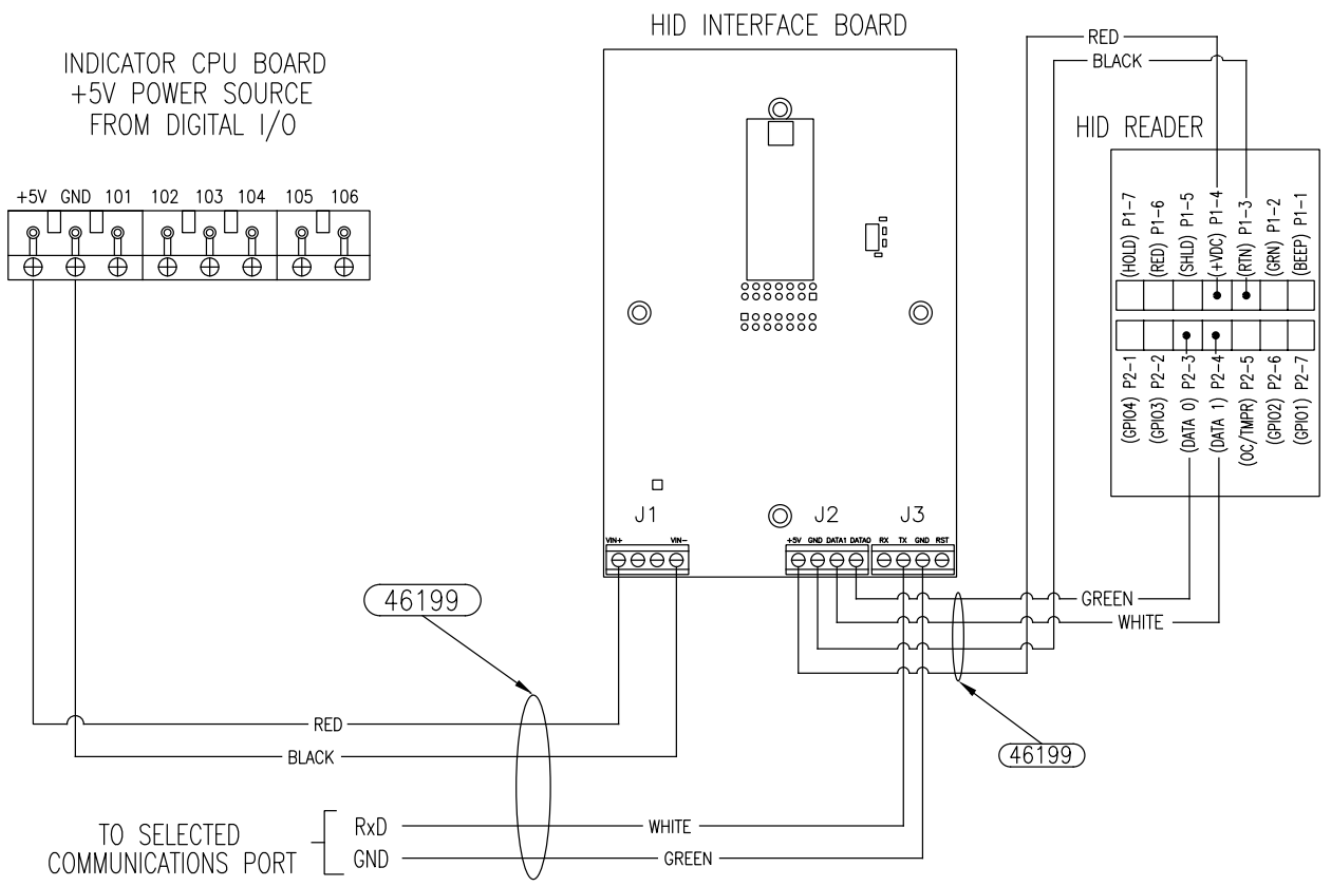 HID INTERFACE BOARD
INDICATOR CPU BOARD
+5V POWER SOURCE
FROM DIGITAL I/O
+5V GND 101 102 103 104 105 106
RED
BLACK
HID READER
(HOLD) P1-7
(RED) P1-6
(SHLD) P1-5
(+VDC) P1-4
(RTN) P1-3
(GRN) P1-2
(BEEP) P1-1
(GPIO4) P2-1
(GPIO3) P2-2
(DATA 0) P2-3
(DATA 1) P2-4
(OC/TMPR) P2-5
(GPIO2) P2-6
(GPIO1) P2-7
J1 J2 J3
VIN+ VIN- +5V GND DATA1 DATA0 RX TX GND RST
46199
GREEN
WHITE
46199
RED
BLACK
TO SELECTED
COMMUNICATIONS PORT
RxD WHITE
GND GREEN